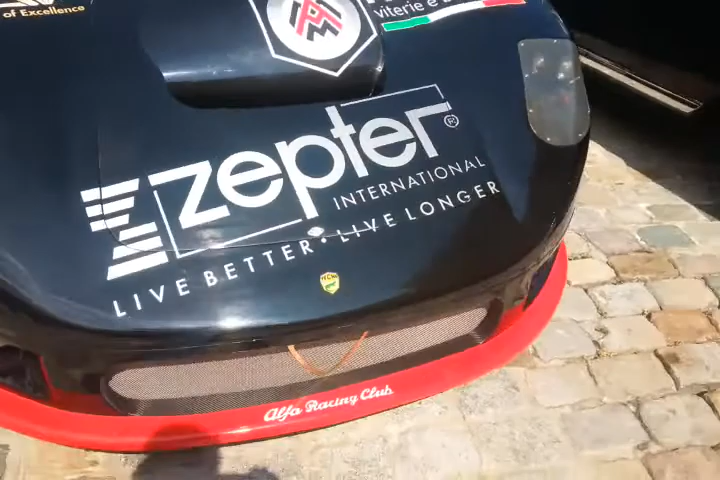 of Excellence
viterie e
zepter®
INTERNATIONAL
LIVE BETTER • LIVE LONGER
Alfa Racing Club